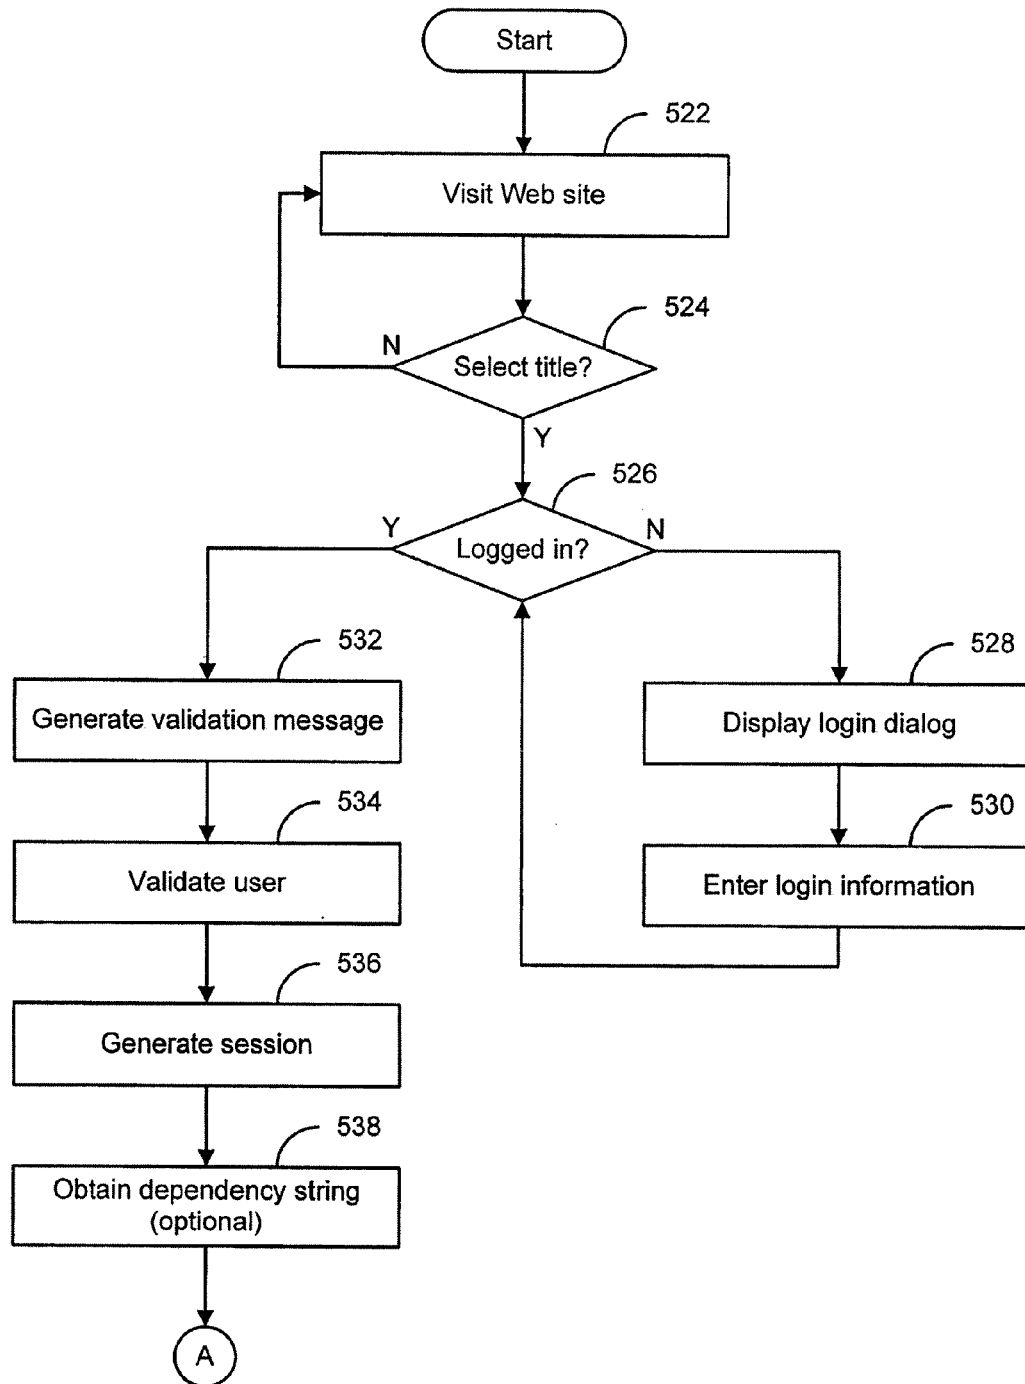 Start
522
Visit Web site
524
N
Select title?
Y
526
Y
N
Logged in?
532
528
Generate validation message
Display login dialog
534
530
Validate user
Enter login information
536
Generate session
538
Obtain dependency string
(optional)
A